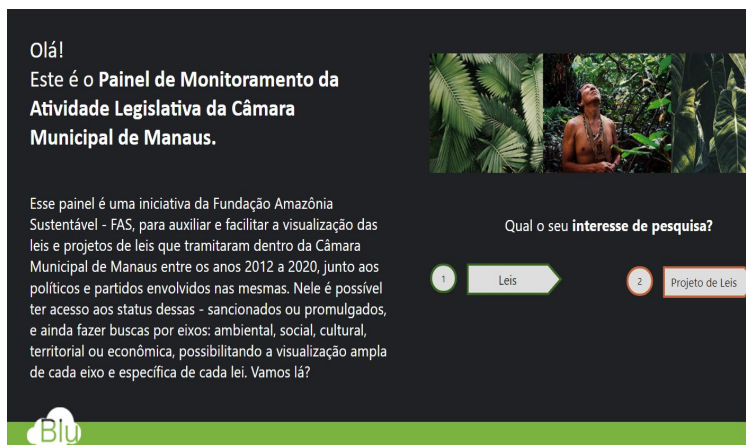 Olá!
Este é o Painel de Monitoramento da
Atividade Legislativa da Câmara
Municipal de Manaus.
Esse painel é uma iniciativa da Fundação Amazônia
Sustentável - FAS, para auxiliar e facilitar a visualização das
leis e projetos de leis que tramitaram dentro da Câmara
Municipal de Manaus entre os anos 2012 a 2020, junto aos
políticos e partidos envolvidos nas mesmas. Nele é possível
ter acesso aos status dessas - sancionados ou promulgados,
e ainda fazer buscas por eixos: ambiental, social, cultural,
territorial ou econômica, possibilitando a visualização ampla
de cada eixo e específica de cada lei. Vamos lá?
Qual o seu interesse de pesquisa?
1 Leis
2 Projeto de Leis
Blu